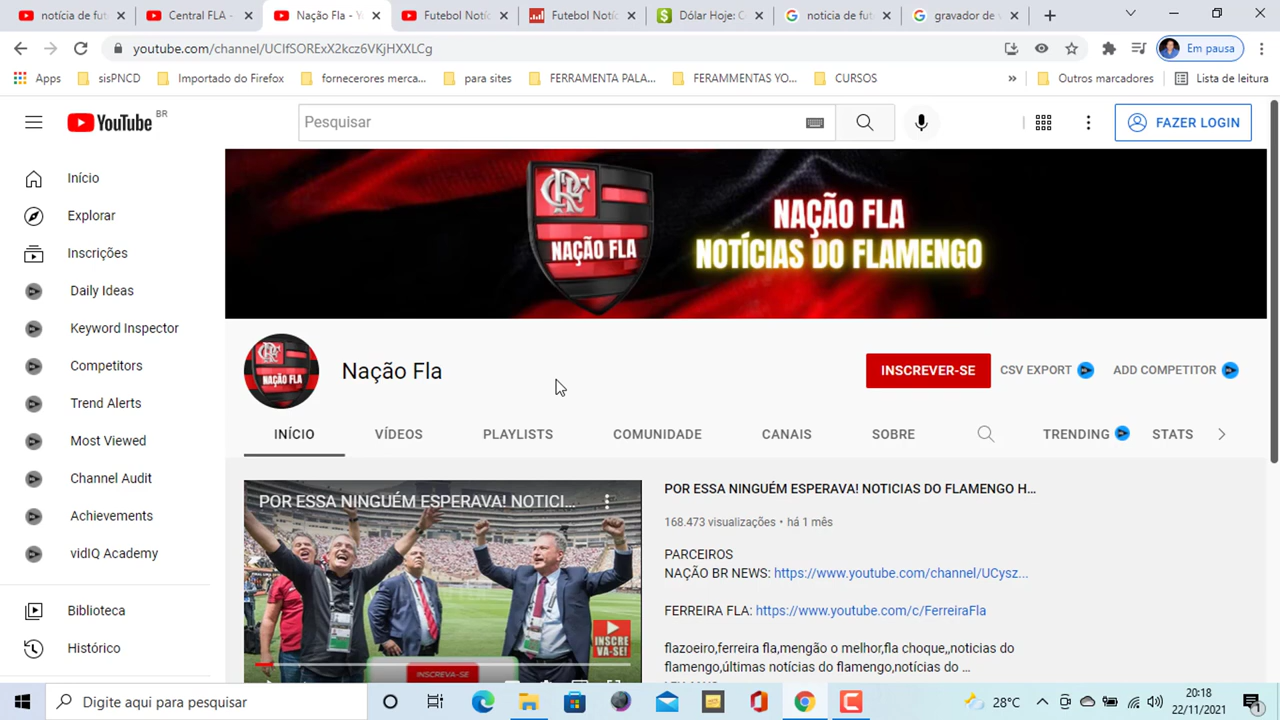 notícia de fut
Central FLA -
Nação Fla - Y
Futebol Notíc
Futebol Notíc
Dólar Hoje: C
noticia de fut
gravador de v
youtube.com/channel/UCIfSORExX2kcz6VKjHXXLCg
Em pausa
Apps
sisPNCD
Importado do Firefox
fornecerores merca...
para sites
FERRAMENTA PALA...
FERAMMENTAS YO...
CURSOS
»
Outros marcadores
Lista de leitura
YouTube BR
Pesquisar
FAZER LOGIN
Início
Explorar
Inscrições
Daily Ideas
Keyword Inspector
Competitors
Trend Alerts
Most Viewed
Channel Audit
Achievements
vidIQ Academy
Biblioteca
Histórico
CRF
NAÇÃO FLA
NAÇÃO FLA
NOTÍCIAS DO FLAMENGO
NAÇÃO FLA
Nação Fla
INSCREVER-SE
CSV EXPORT
ADD COMPETITOR
INÍCIO
VÍDEOS
PLAYLISTS
COMUNIDADE
CANAIS
SOBRE
TRENDING
STATS
POR ESSA NINGUÉM ESPERAVA! NOTICI...
INSCRE
VA-SE!
INSCREVA-SE
POR ESSA NINGUÉM ESPERAVA! NOTICIAS DO FLAMENGO H...
168.473 visualizações • há 1 mês
PARCEIROS
NAÇÃO BR NEWS: https://www.youtube.com/channel/UCysz...
FERREIRA FLA: https://www.youtube.com/c/FerreiraFla
flazoeiro,ferreira fla,mengão o melhor,fla choque,,noticias do
flamengo,últimas notícias do flamengo,notícias do ...
Digite aqui para pesquisar
28°C
20:18
22/11/2021
1